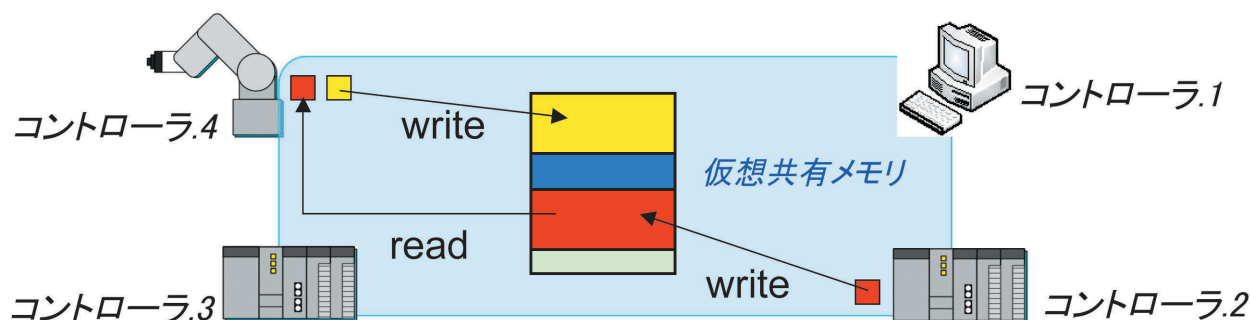 コントローラ.1
コントローラ.4
write
仮想共有メモリ
read
write
コントローラ.3
コントローラ.2